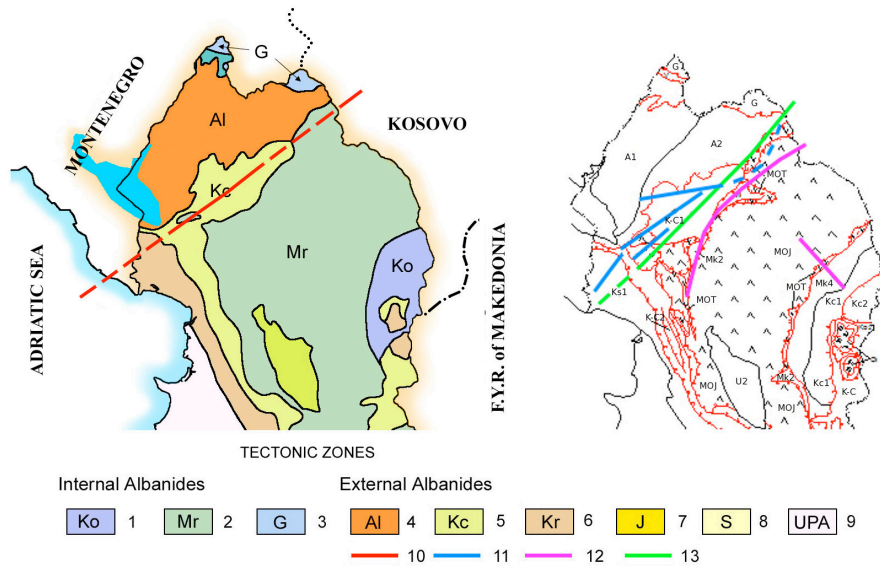 G
MONTENEGRO
Al
KOSOVO
Kc
Mr
Ko
ADRIATIC SEA
F.Y.R. of MAKEDONIA
G
G
A1
A2
MOT
K-C1
Mk2
MOJ
Ks1
MOT
MOT
Mk4
Kc1
Kc2
K-C2
U2
MOJ
Mk2
MOJ
Kc1
K-C
TECTONIC ZONES
Internal Albanides External Albanides
Ko 1 Mr 2 G 3 Al 4 Kc 5 Kr 6 J 7 S 8 UPA 9
10 11 12 13